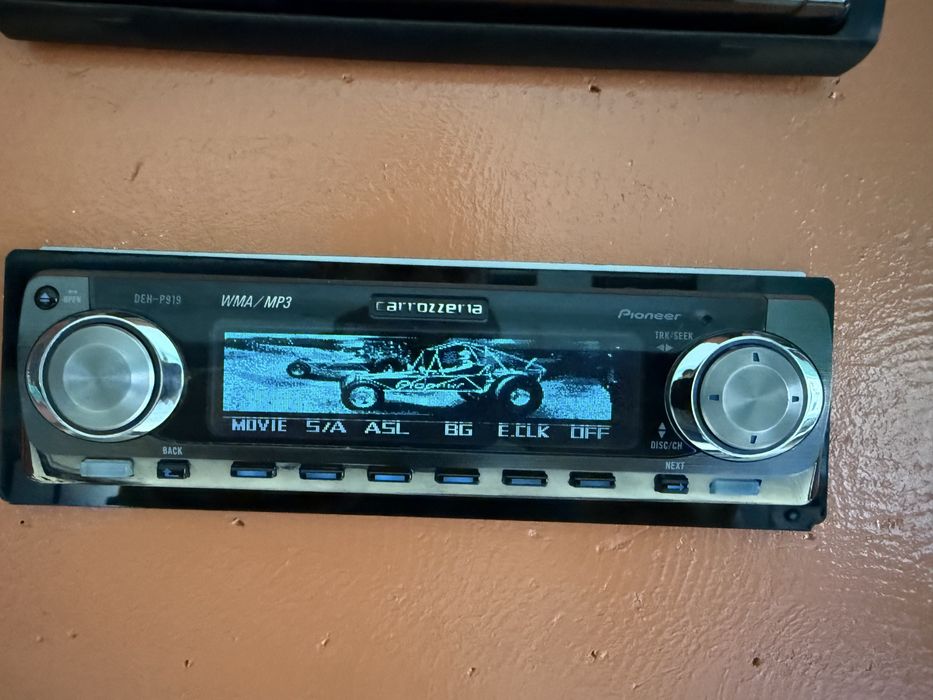 OPEN
DEH-P919
WMA/MP3
carrozzeria
Pioneer
TRK/SEEK
MOVIE S/A ASL BG E.CLK OFF
DISC/CH
BACK
NEXT